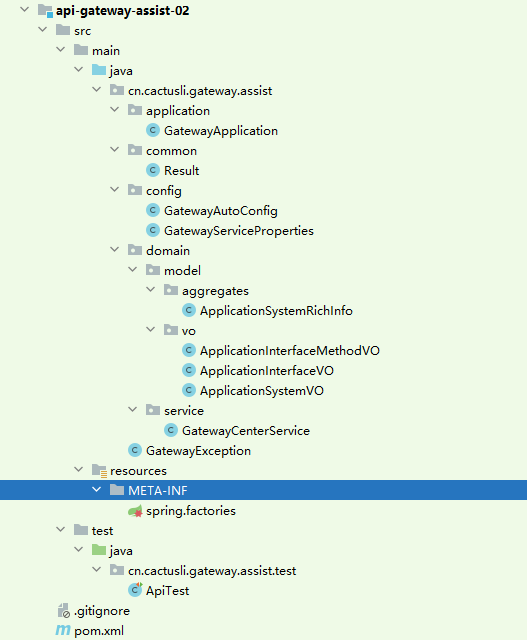 api-gateway-assist-02
src
main
java
cn.cactusli.gateway.assist
application
GatewayApplication
common
Result
config
GatewayAutoConfig
GatewayServiceProperties
domain
model
aggregates
ApplicationSystemRichInfo
vo
ApplicationInterfaceMethodVO
ApplicationInterfaceVO
ApplicationSystemVO
service
GatewayCenterService
GatewayException
resources
META-INF
spring.factories
test
java
cn.cactusli.gateway.assist.test
ApiTest
.gitignore
pom.xml